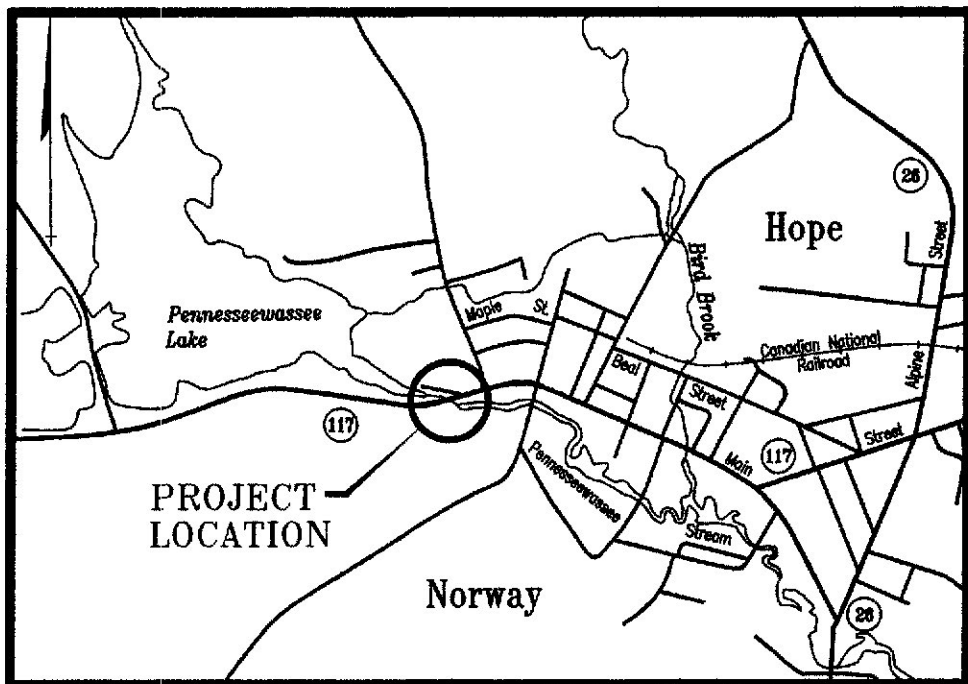 26
Hope
Street
Bird Brook
Pennesseewassee
Lake
Maple St.
Canadian National
Railroad
Beal
Street
Alpine
117
117
Street
Main
PROJECT
LOCATION
Pennesseewassee
Stream
Norway
26